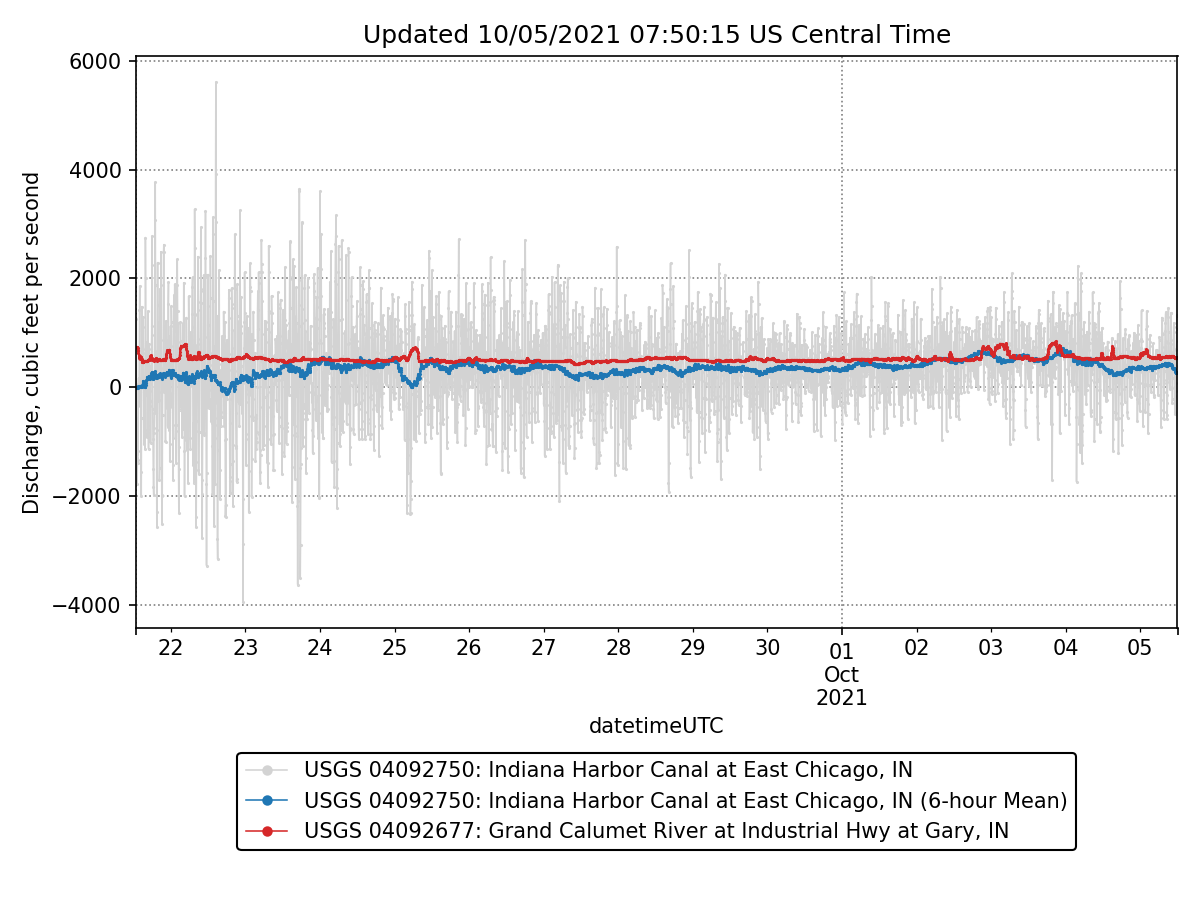 Updated 10/05/2021 07:50:15 US Central Time
6000
4000
2000
0
−2000
−4000
Discharge, cubic feet per second
22 23 24 25 26 27 28 29 30 01 02 03 04 05
Oct
2021
datetimeUTC
USGS 04092750: Indiana Harbor Canal at East Chicago, IN
USGS 04092750: Indiana Harbor Canal at East Chicago, IN (6-hour Mean)
USGS 04092677: Grand Calumet River at Industrial Hwy at Gary, IN